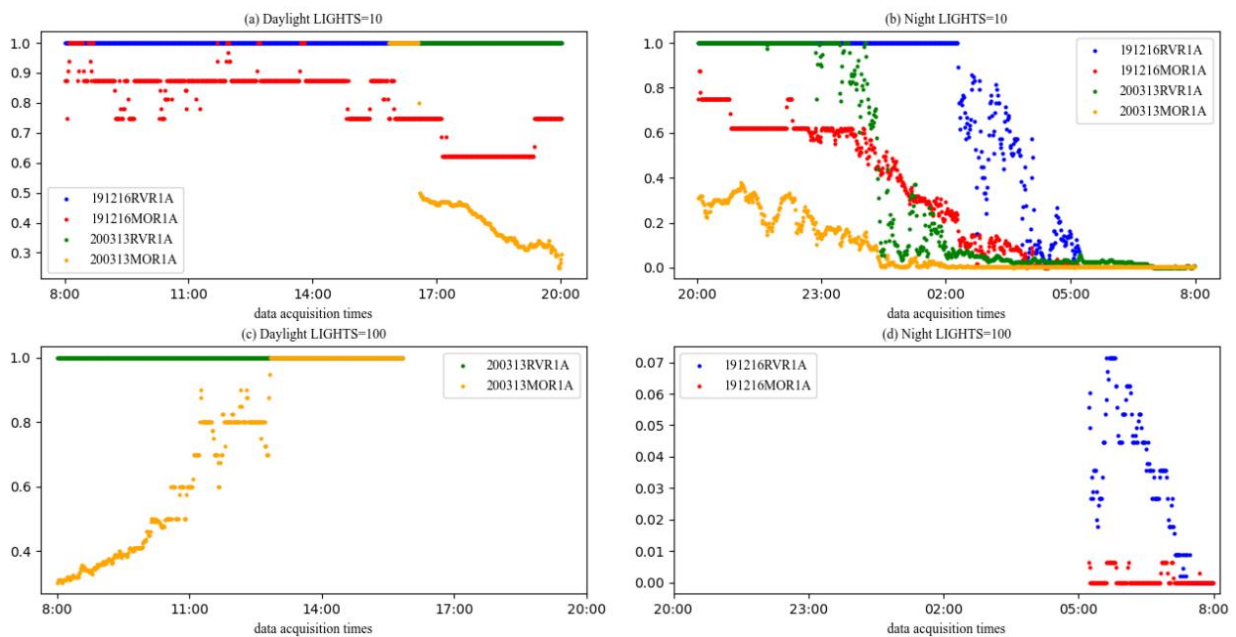 (a) Daylight LIGHTS=10
1.0
0.9
0.8
0.7
0.6
0.5
0.4
0.3
191216RVR1A
191216MOR1A
200313RVR1A
200313MOR1A
8:00 11:00 14:00 17:00 20:00
data acquisition times
(b) Night LIGHTS=10
1.0
0.8
0.6
0.4
0.2
0.0
191216RVR1A
191216MOR1A
200313RVR1A
200313MOR1A
20:00 23:00 02:00 05:00 8:00
data acquisition times
(c) Daylight LIGHTS=100
1.0
0.8
0.6
0.4
200313RVR1A
200313MOR1A
8:00 11:00 14:00 17:00 20:00
data acquisition times
(d) Night LIGHTS=100
0.07
0.06
0.05
0.04
0.03
0.02
0.01
0.00
191216RVR1A
191216MOR1A
20:00 23:00 02:00 05:00 8:00
data acquisition times